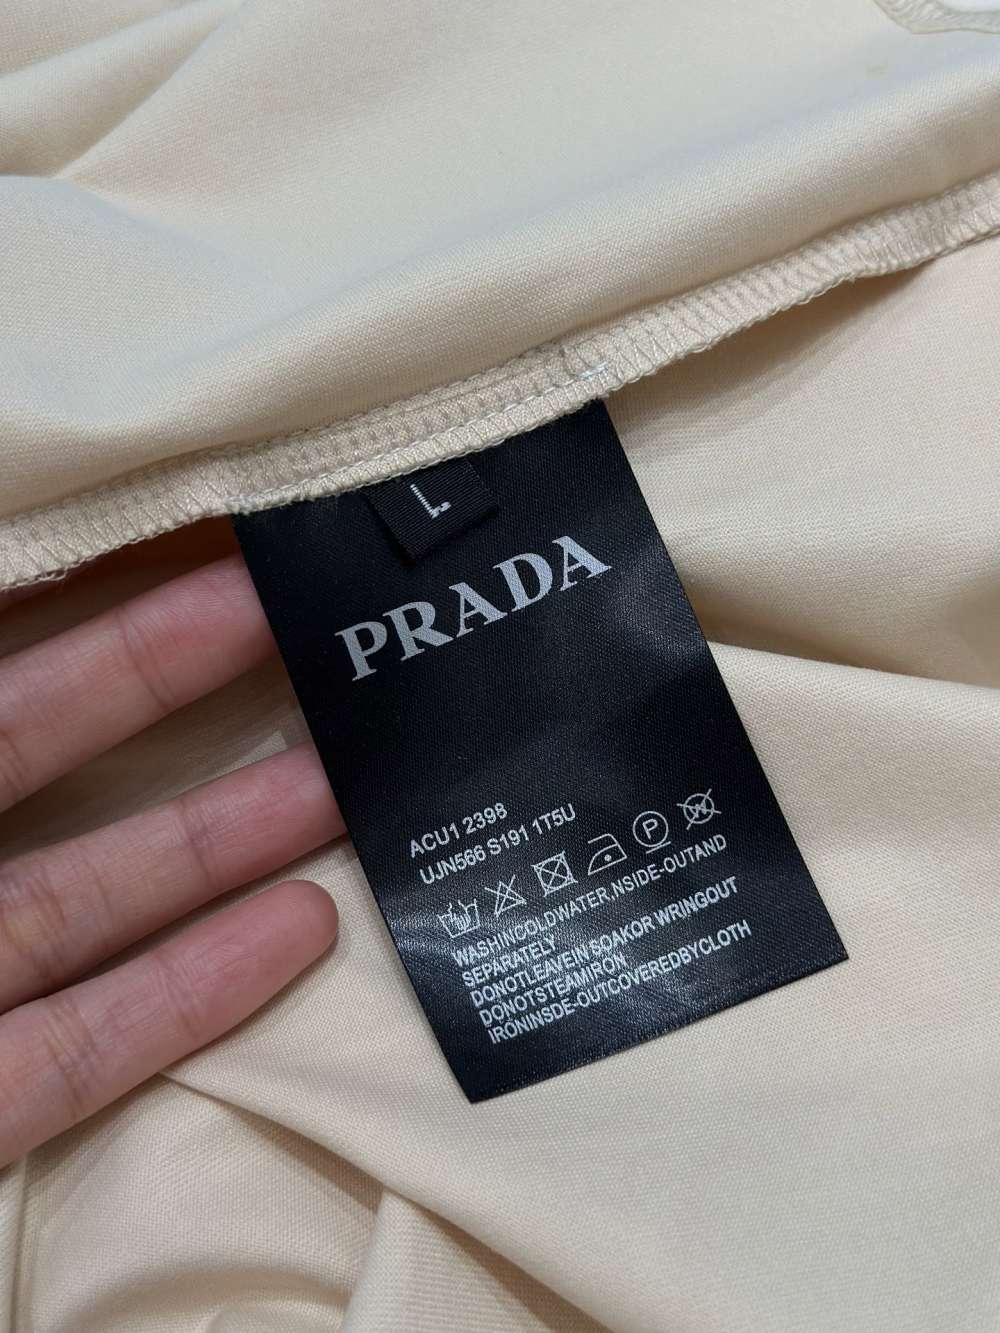 L
PRADA
ACU1 2398
UJN566 S191 1T5U
P W
WASHINCOLDWATER,NSIDE-OUTAND
SEPARATELY
DONOTLEAVEIN SOAKOR WRINGOUT
DONOTSTEAMIRON
IRONINSDE-OUTCOVEREDBYCLOTH